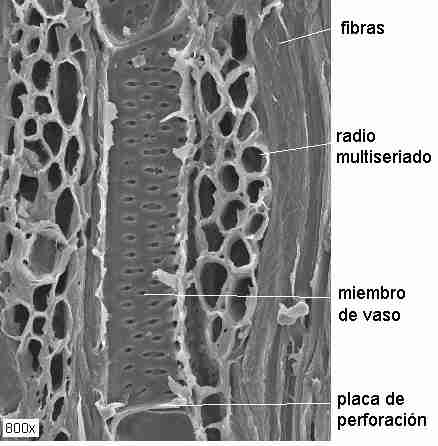 fibras
radio
multiseriado
miembro
de vaso
placa de
perforación
800x